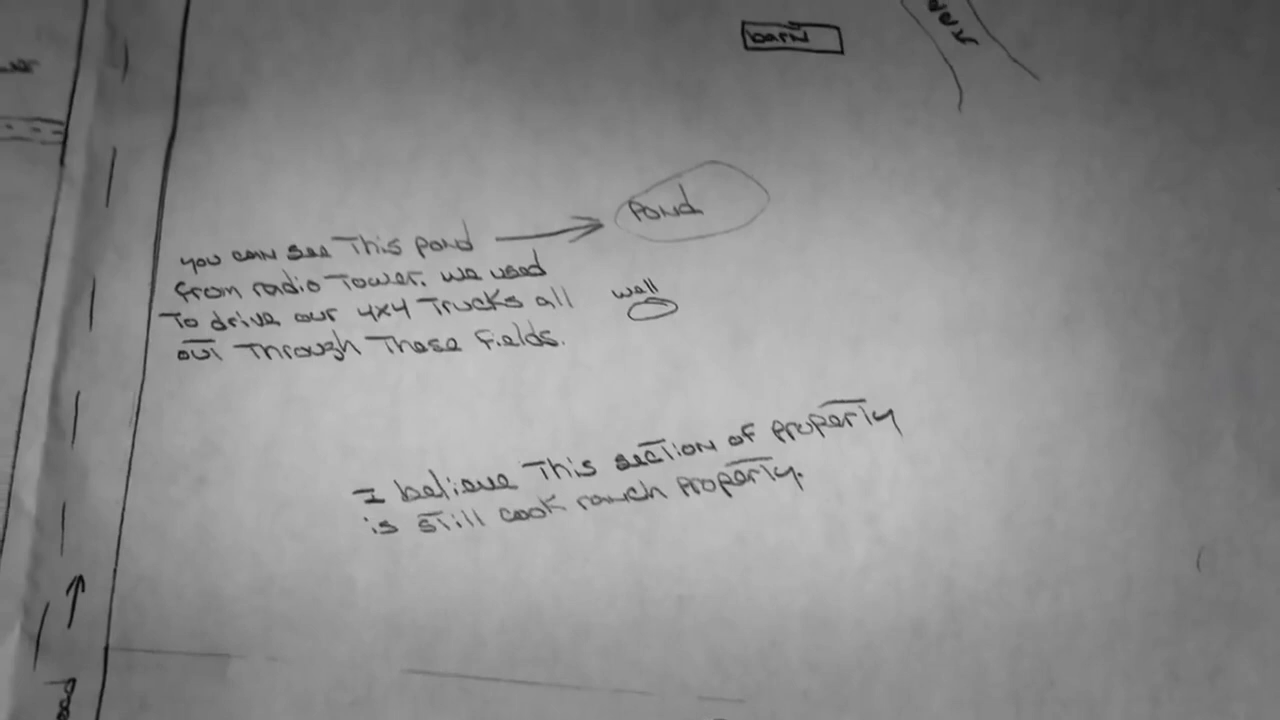 barn
Pond
you can see This pond
from radio Tower. we used
To drive our 4x4 Trucks all
out Through These fields.
well
I believe This section of property
is still cook ranch property.